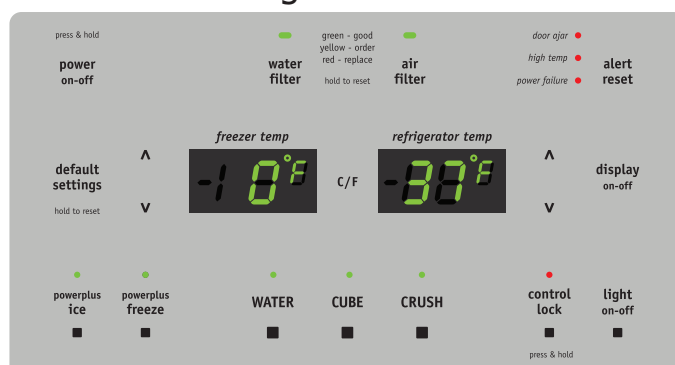 press & hold
power
on-off
water
filter
green - good
yellow - order
red - replace
hold to reset
air
filter
door ajar
high temp
power failure
alert
reset
default
settings
hold to reset
freezer temp
0°F
C/F
refrigerator temp
37°F
display
on-off
powerplus
ice
powerplus
freeze
WATER
CUBE
CRUSH
control
lock
press & hold
light
on-off